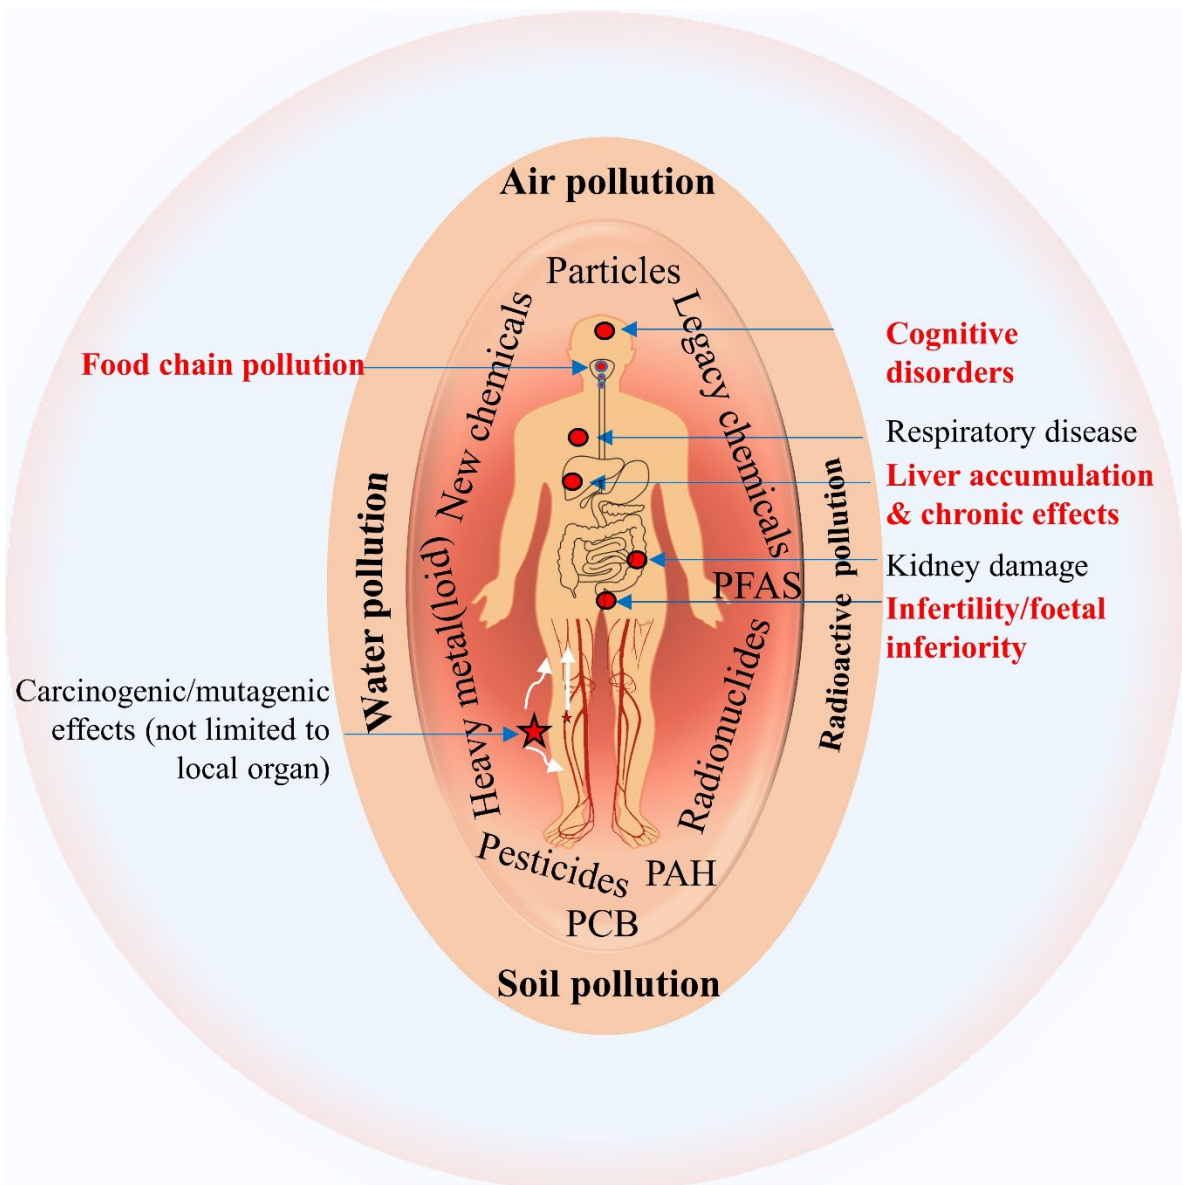 Air pollution
Particles
New chemicals
Legacy chemicals
Food chain pollution
Cognitive
disorders
Respiratory disease
Liver accumulation
& chronic effects
Kidney damage
Infertility/foetal
inferiority
PFAS
Radioactive pollution
Water pollution
Heavy metal(loid)
Radionuclides
Carcinogenic/mutagenic
effects (not limited to
local organ)
Pesticides
PAH
PCB
Soil pollution